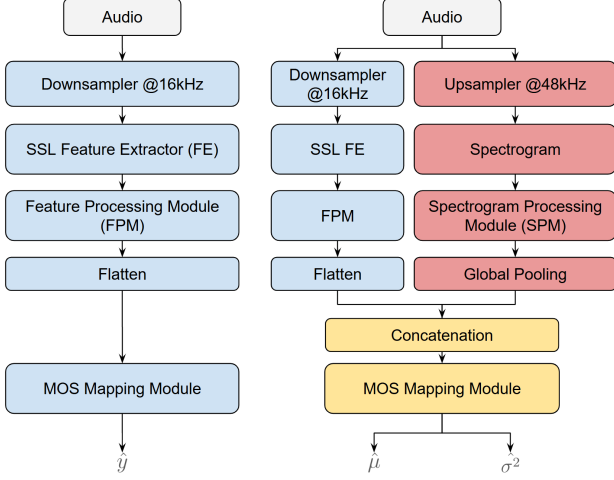 Audio
Downsampler @16kHz
SSL Feature Extractor (FE)
Feature Processing Module
(FPM)
Flatten
MOS Mapping Module
ŷ
Audio
Downsampler
@16kHz
SSL FE
FPM
Flatten
Upsampler @48kHz
Spectrogram
Spectrogram Processing
Module (SPM)
Global Pooling
Concatenation
MOS Mapping Module
μ̂
σ̂²